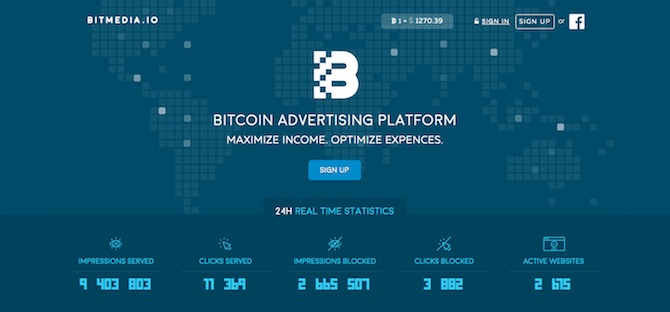 BITMEDIA.IO
฿ 1 = $ 1270.39
SIGN IN
SIGN UP
or
f
B
BITCOIN ADVERTISING PLATFORM
MAXIMIZE INCOME. OPTIMIZE EXPENCES.
SIGN UP
24H REAL TIME STATISTICS
IMPRESSIONS SERVED
CLICKS SERVED
IMPRESSIONS BLOCKED
CLICKS BLOCKED
ACTIVE WEBSITES
9 403 803
11 369
2 665 507
3 882
2 615